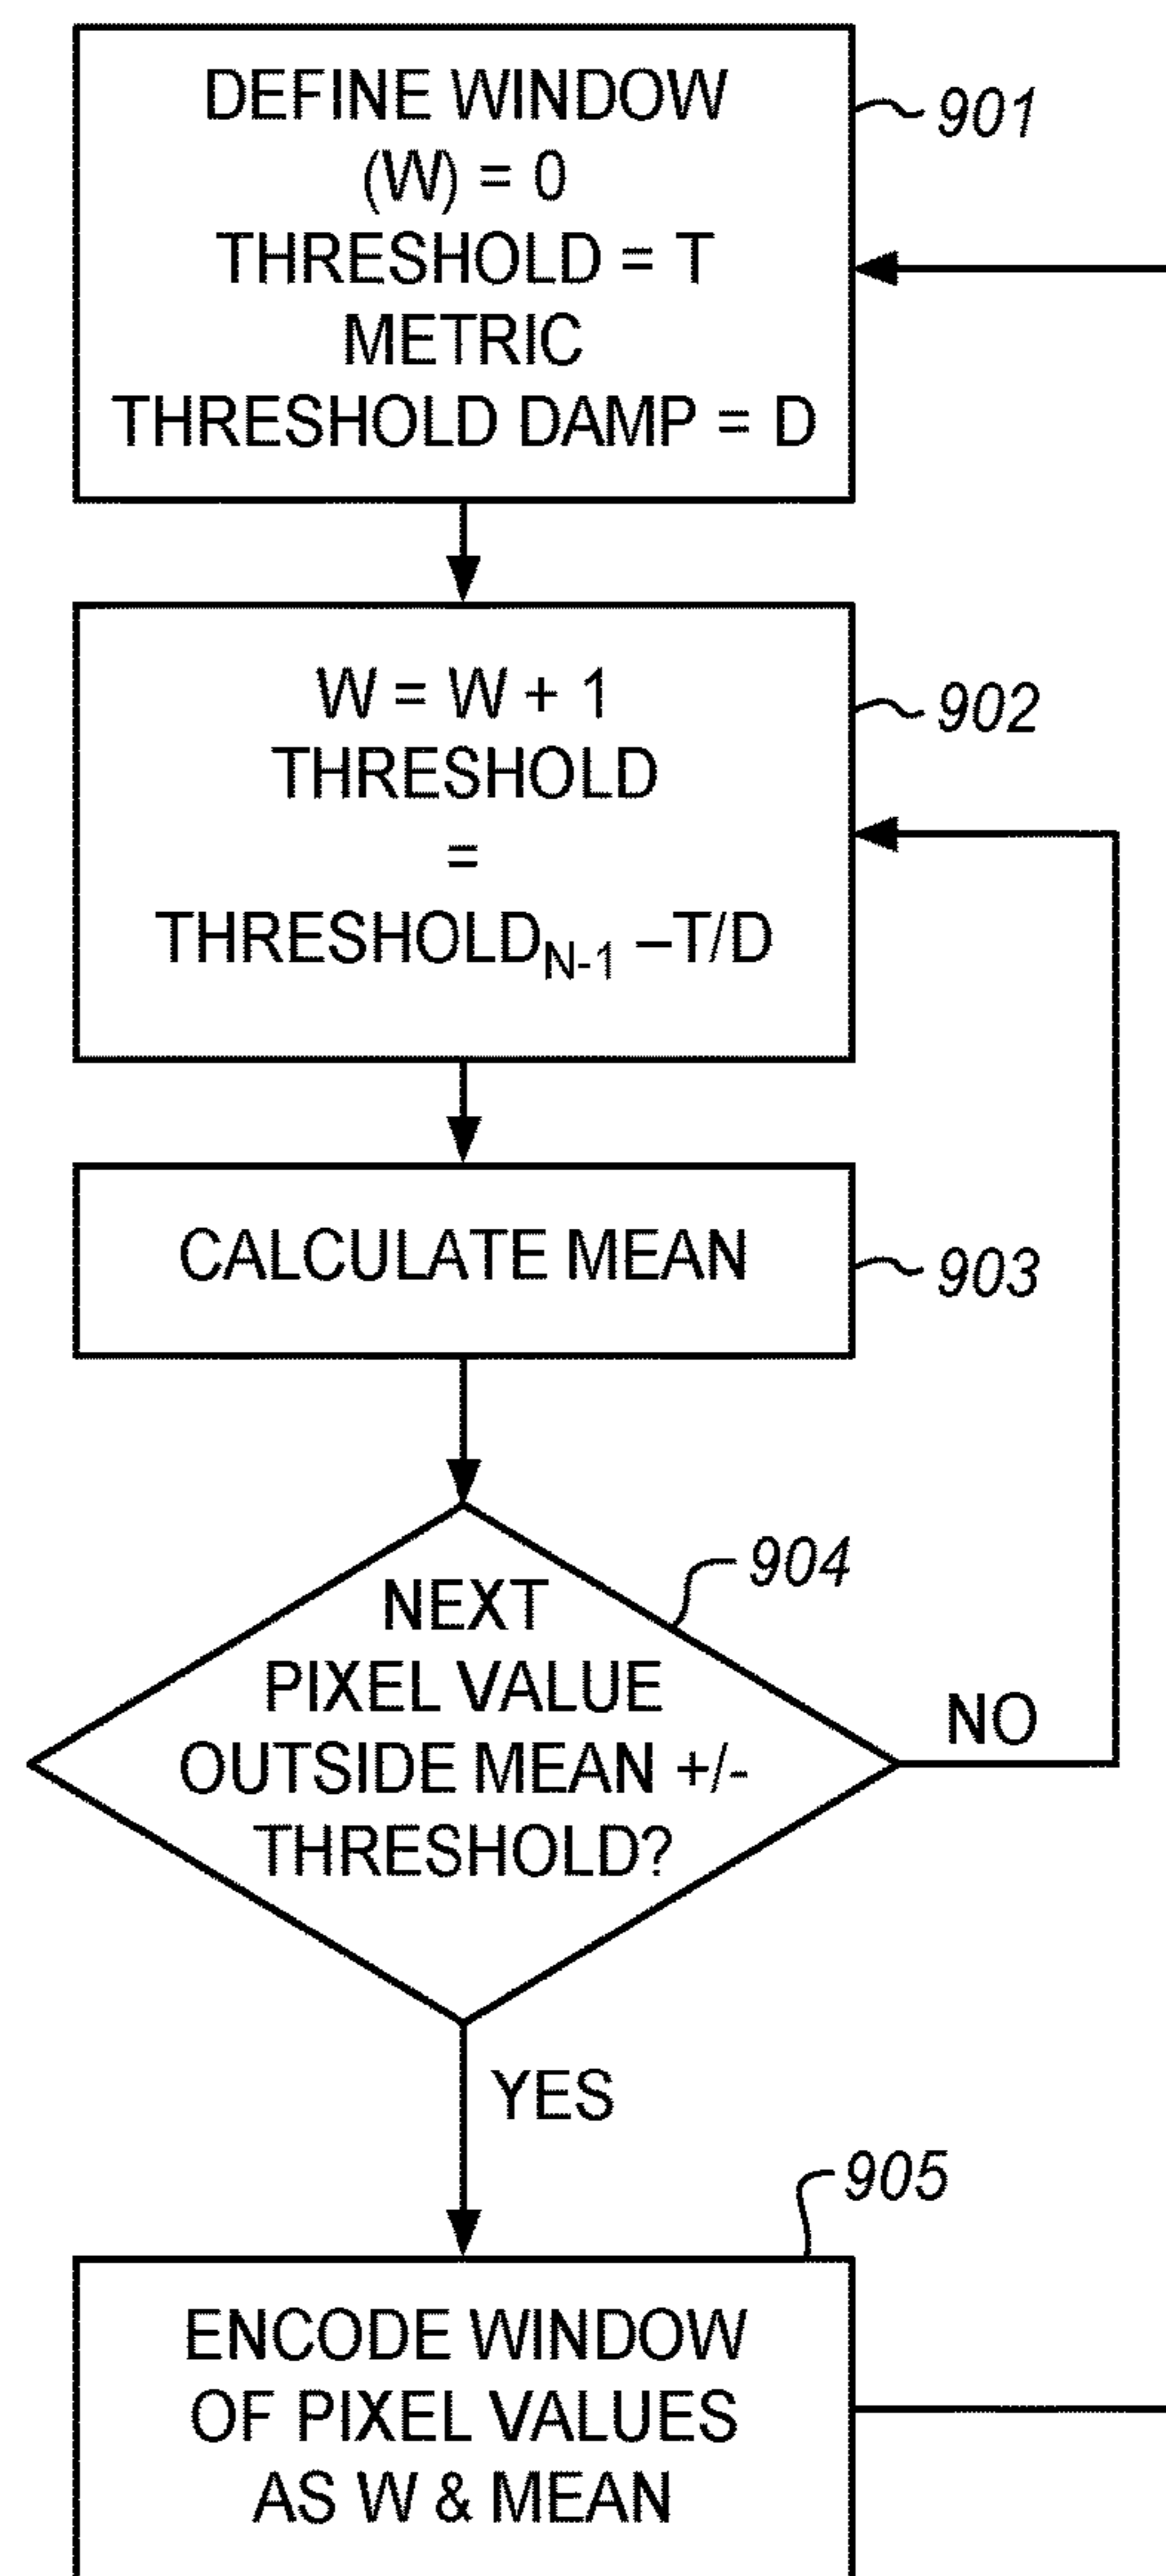 DEFINE WINDOW
(W) = 0
THRESHOLD = T
METRIC
THRESHOLD DAMP = D
901
W = W + 1
THRESHOLD
=
THRESHOLD_{N-1} –T/D
902
CALCULATE MEAN
903
NEXT
PIXEL VALUE
OUTSIDE MEAN +/-
THRESHOLD?
904
NO
YES
905
ENCODE WINDOW
OF PIXEL VALUES
AS W & MEAN